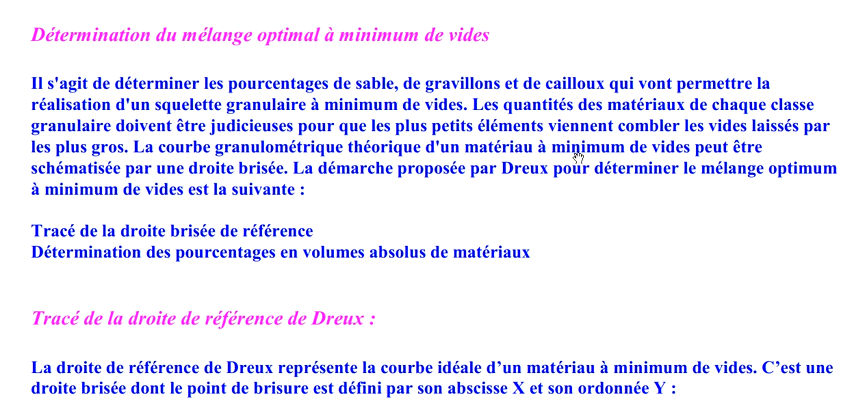 Détermination du mélange optimal à minimum de vides
Il s'agit de déterminer les pourcentages de sable, de gravillons et de cailloux qui vont permettre la
réalisation d'un squelette granulaire à minimum de vides. Les quantités des matériaux de chaque classe
granulaire doivent être judicieuses pour que les plus petits éléments viennent combler les vides laissés par
les plus gros. La courbe granulométrique théorique d'un matériau à minimum de vides peut être
schématisée par une droite brisée. La démarche proposée par Dreux pour déterminer le mélange optimum
à minimum de vides est la suivante :
Tracé de la droite brisée de référence
Détermination des pourcentages en volumes absolus de matériaux
Tracé de la droite de référence de Dreux :
La droite de référence de Dreux représente la courbe idéale d’un matériau à minimum de vides. C’est une
droite brisée dont le point de brisure est défini par son abscisse X et son ordonnée Y :